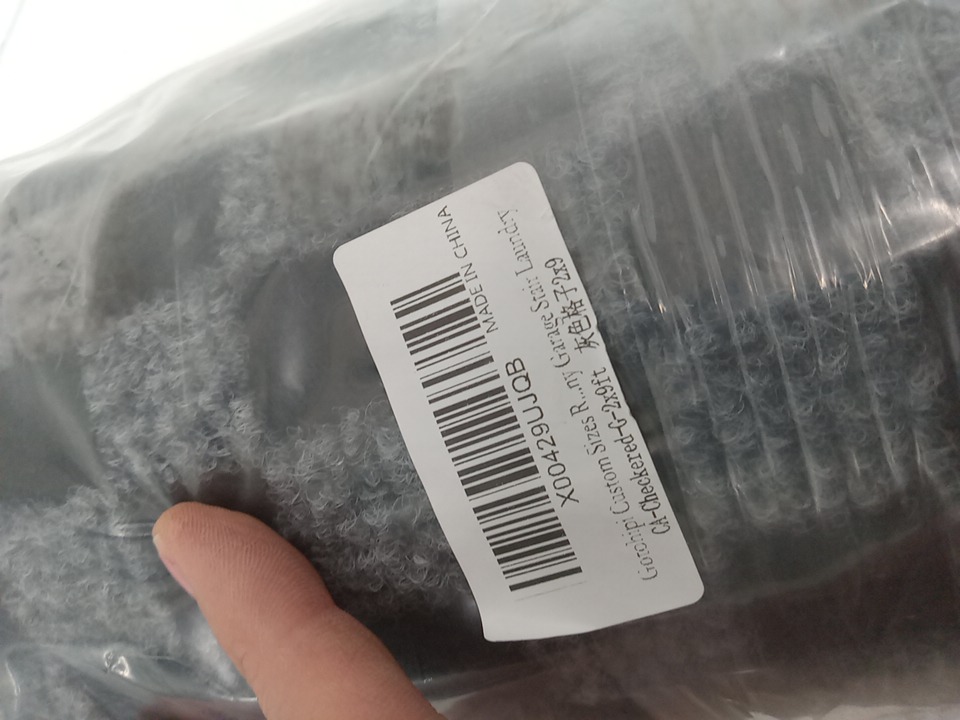 X00429UJQB
MADE IN CHINA
Gotohipi Custom Sizes R...ny Garage Stair Laundry
CA-Checkered-G-2x9ft 灰色格子2x9